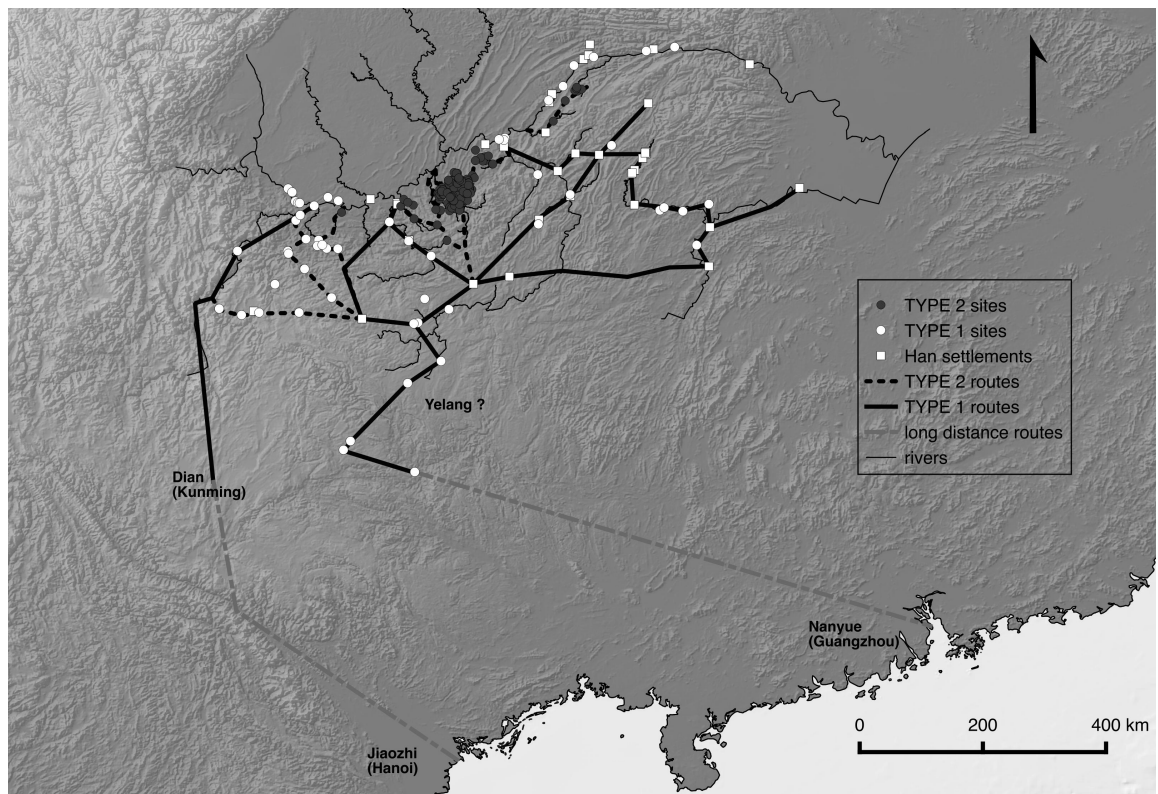 TYPE 2 sites
TYPE 1 sites
Han settlements
TYPE 2 routes
TYPE 1 routes
long distance routes
rivers
Yelang ?
Dian
(Kunming)
Nanyue
(Guangzhou)
Jiaozhi
(Hanoi)
0 200 400 km